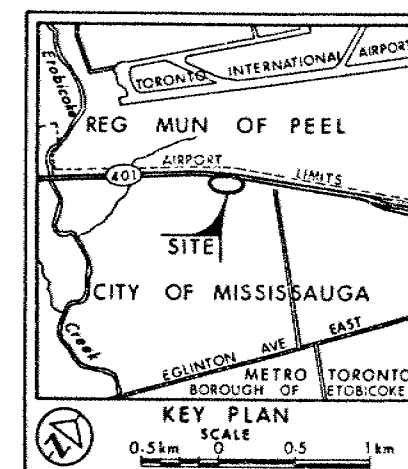 Etobicoke
TORONTO INTERNATIONAL AIRPORT
REG MUN OF PEEL
AIRPORT LIMITS
401
SITE
CITY OF MISSISSAUGA
Creek
EGLINTON AVE EAST
METRO TORONTO
BOROUGH OF ETOBICOKE
N
KEY PLAN
SCALE
0.5km 0 0.5 1km